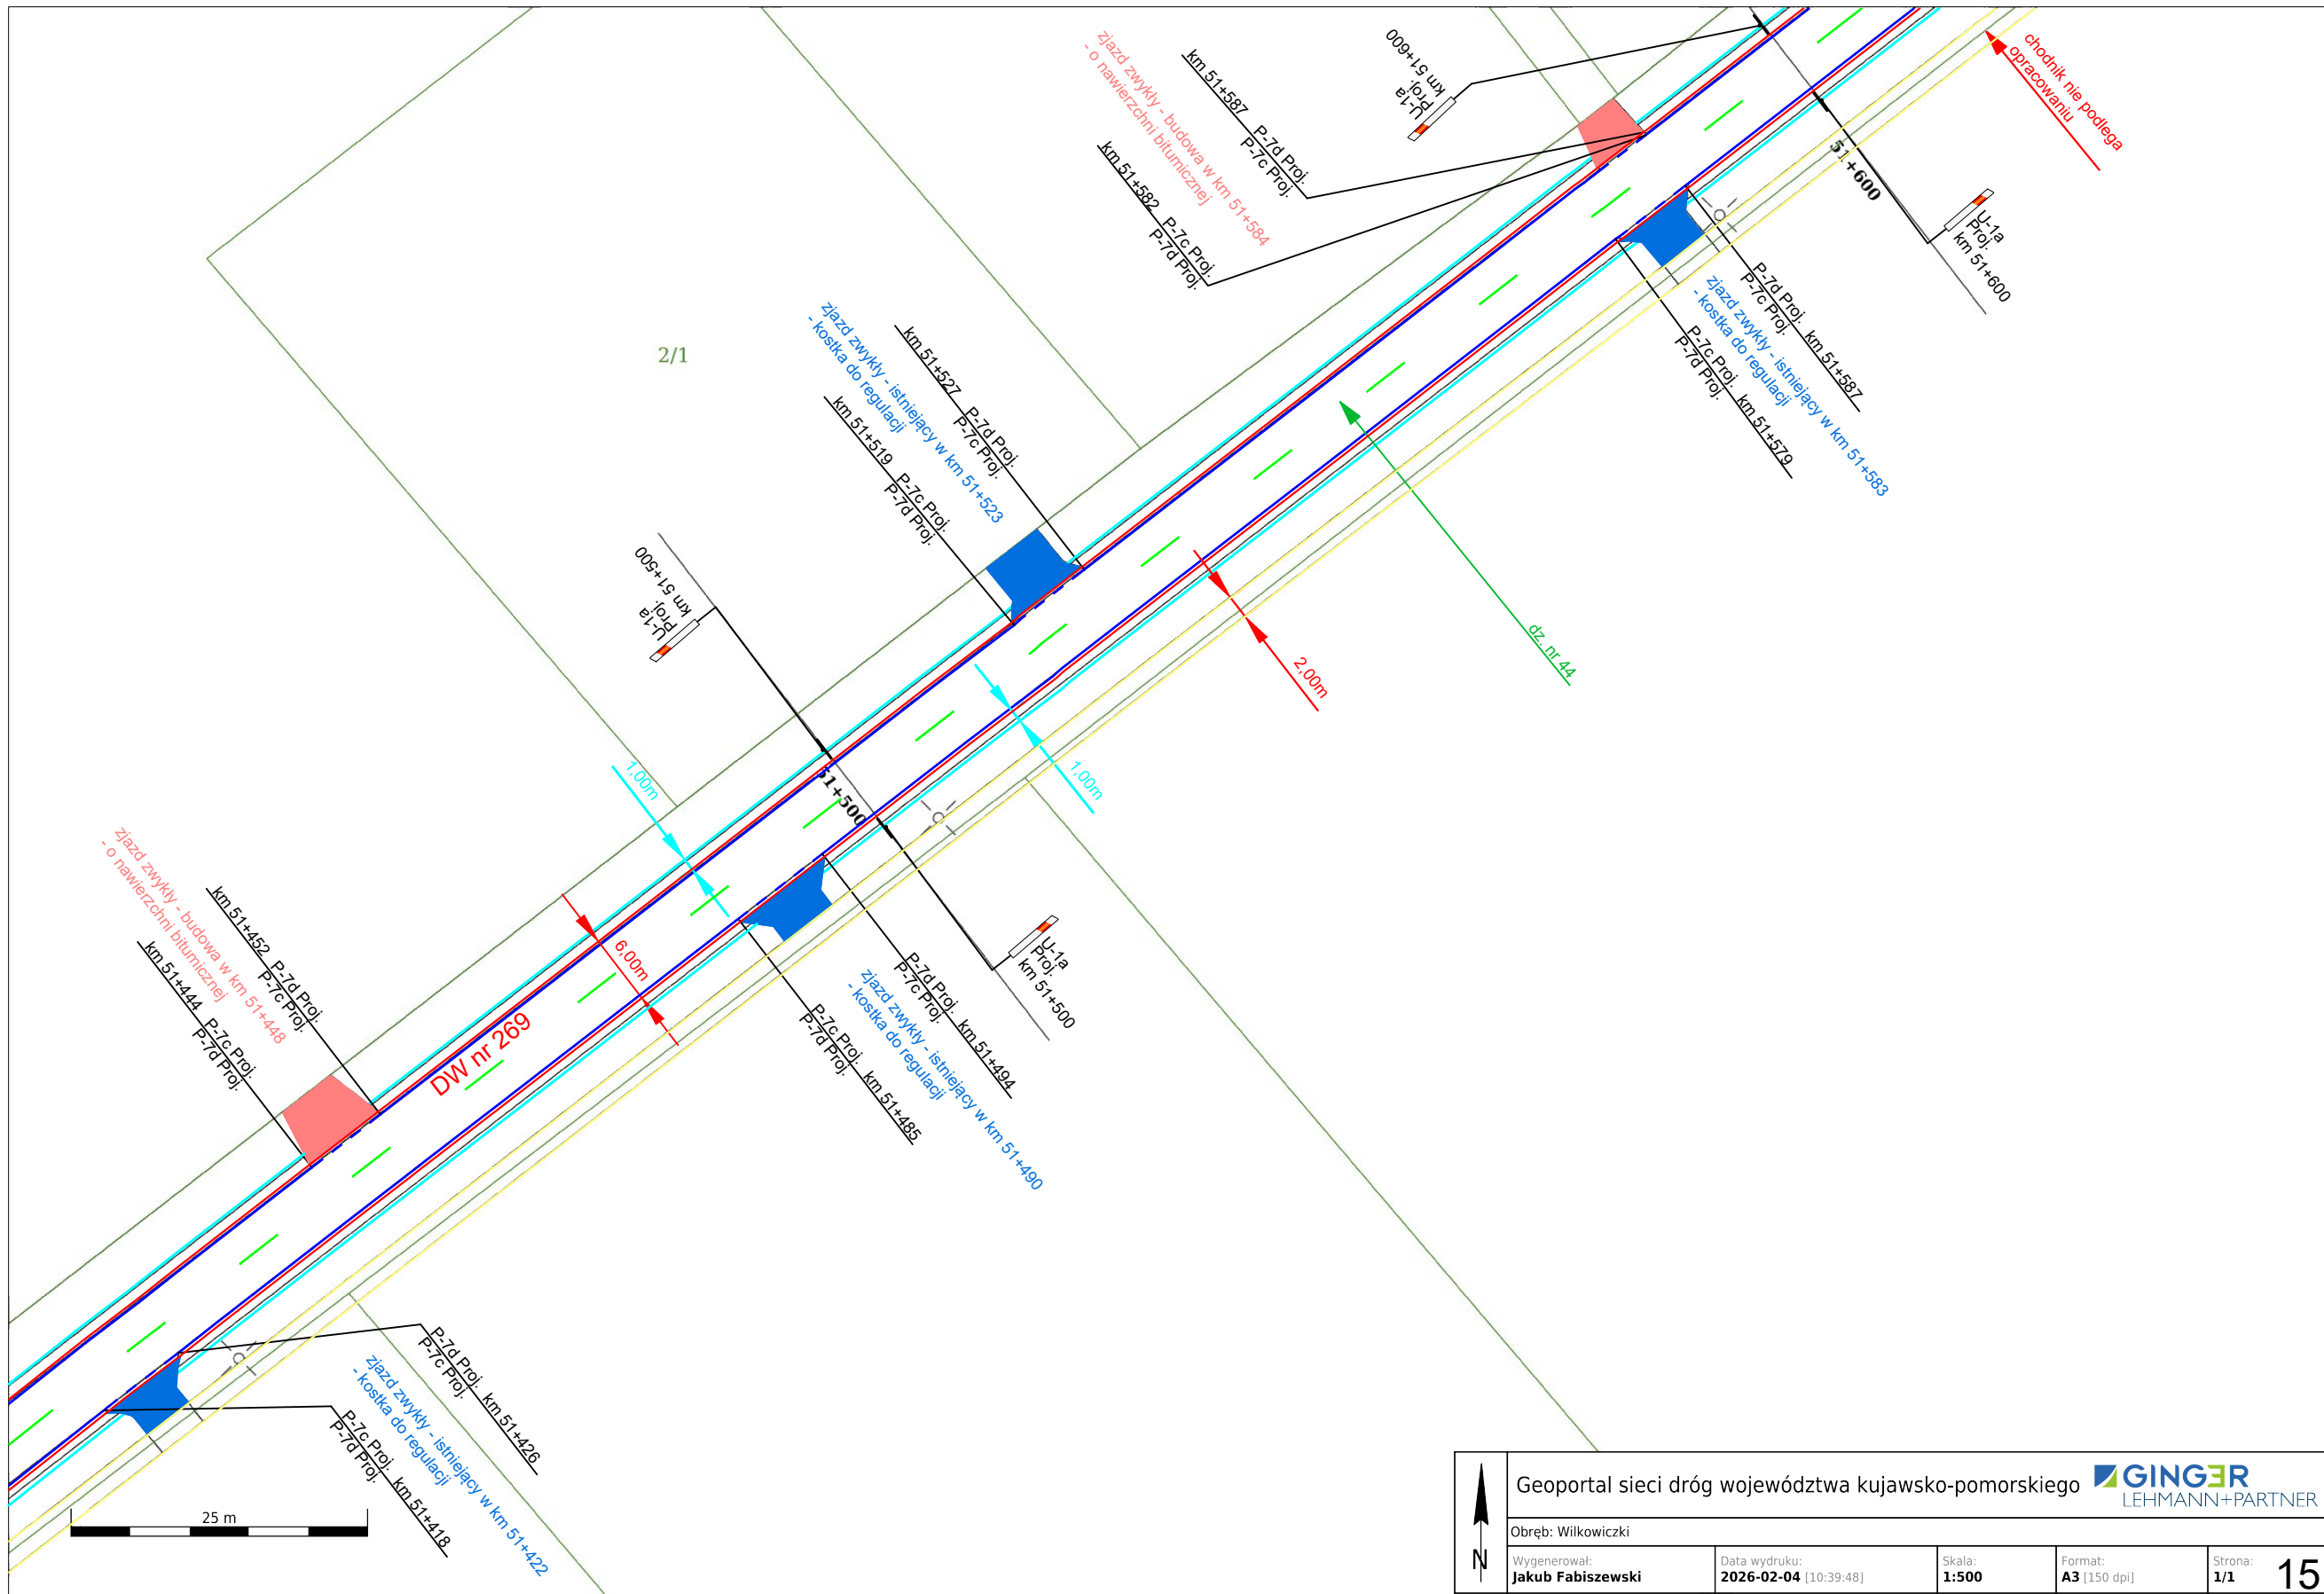 zjazd zwykły - budowa w km 51+584
- o nawierzchni bitumicznej
km 51+587 P-7d Proj.
P-7c Proj.
km 51+582 P-7c Proj.
P-7d Proj.
U-1a
Proj.
km 51+600
chodnik nie podlega
opracowaniu
51+600
U-1a
Proj.
km 51+600
P-7d Proj. km 51+587
P-7c Proj.
zjazd zwykły - istniejący w km 51+583
- kostka do regulacji
P-7c Proj. km 51+579
P-7d Proj.
2/1
zjazd zwykły - istniejący w km 51+523
- kostka do regulacji
km 51+527 P-7d Proj.
P-7c Proj.
km 51+519 P-7c Proj.
P-7d Proj.
U-1a
Proj.
km 51+500
dz. nr 44
2,00m
1,00m
1,00m
51+500
6,00m
U-1a
Proj.
km 51+500
P-7d Proj. km 51+494
P-7c Proj.
zjazd zwykły - istniejący w km 51+490
- kostka do regulacji
P-7c Proj. km 51+485
P-7d Proj.
zjazd zwykły - budowa w km 51+448
- o nawierzchni bitumicznej
km 51+452 P-7d Proj.
P-7c Proj.
km 51+444 P-7c Proj.
P-7d Proj.
DW nr 269
P-7d Proj. km 51+426
P-7c Proj.
zjazd zwykły - istniejący w km 51+422
- kostka do regulacji
P-7c Proj. km 51+418
P-7d Proj.
25 m
N
Geoportal sieci dróg województwa kujawsko-pomorskiego
GINGER
LEHMANN+PARTNER
Obręb: Wilkowiczki
Wygenerował:
Jakub Fabiszewski
Data wydruku:
2026-02-04 [10:39:48]
Skala:
1:500
Format:
A3 [150 dpi]
Strona:
1/1
15